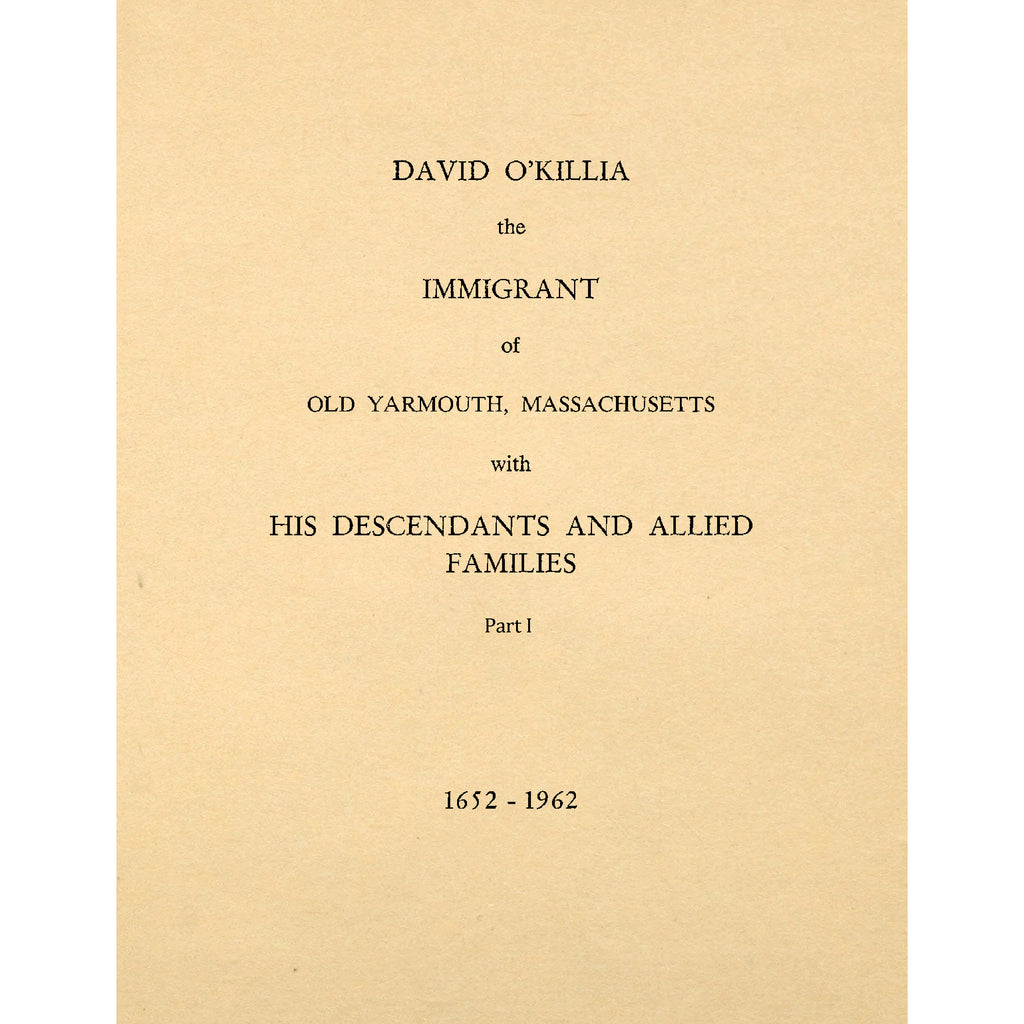 DAVID O'KILLIA
the
IMMIGRANT
of
OLD YARMOUTH, MASSACHUSETTS
with
HIS DESCENDANTS AND ALLIED
FAMILIES
Part I
1652 - 1962